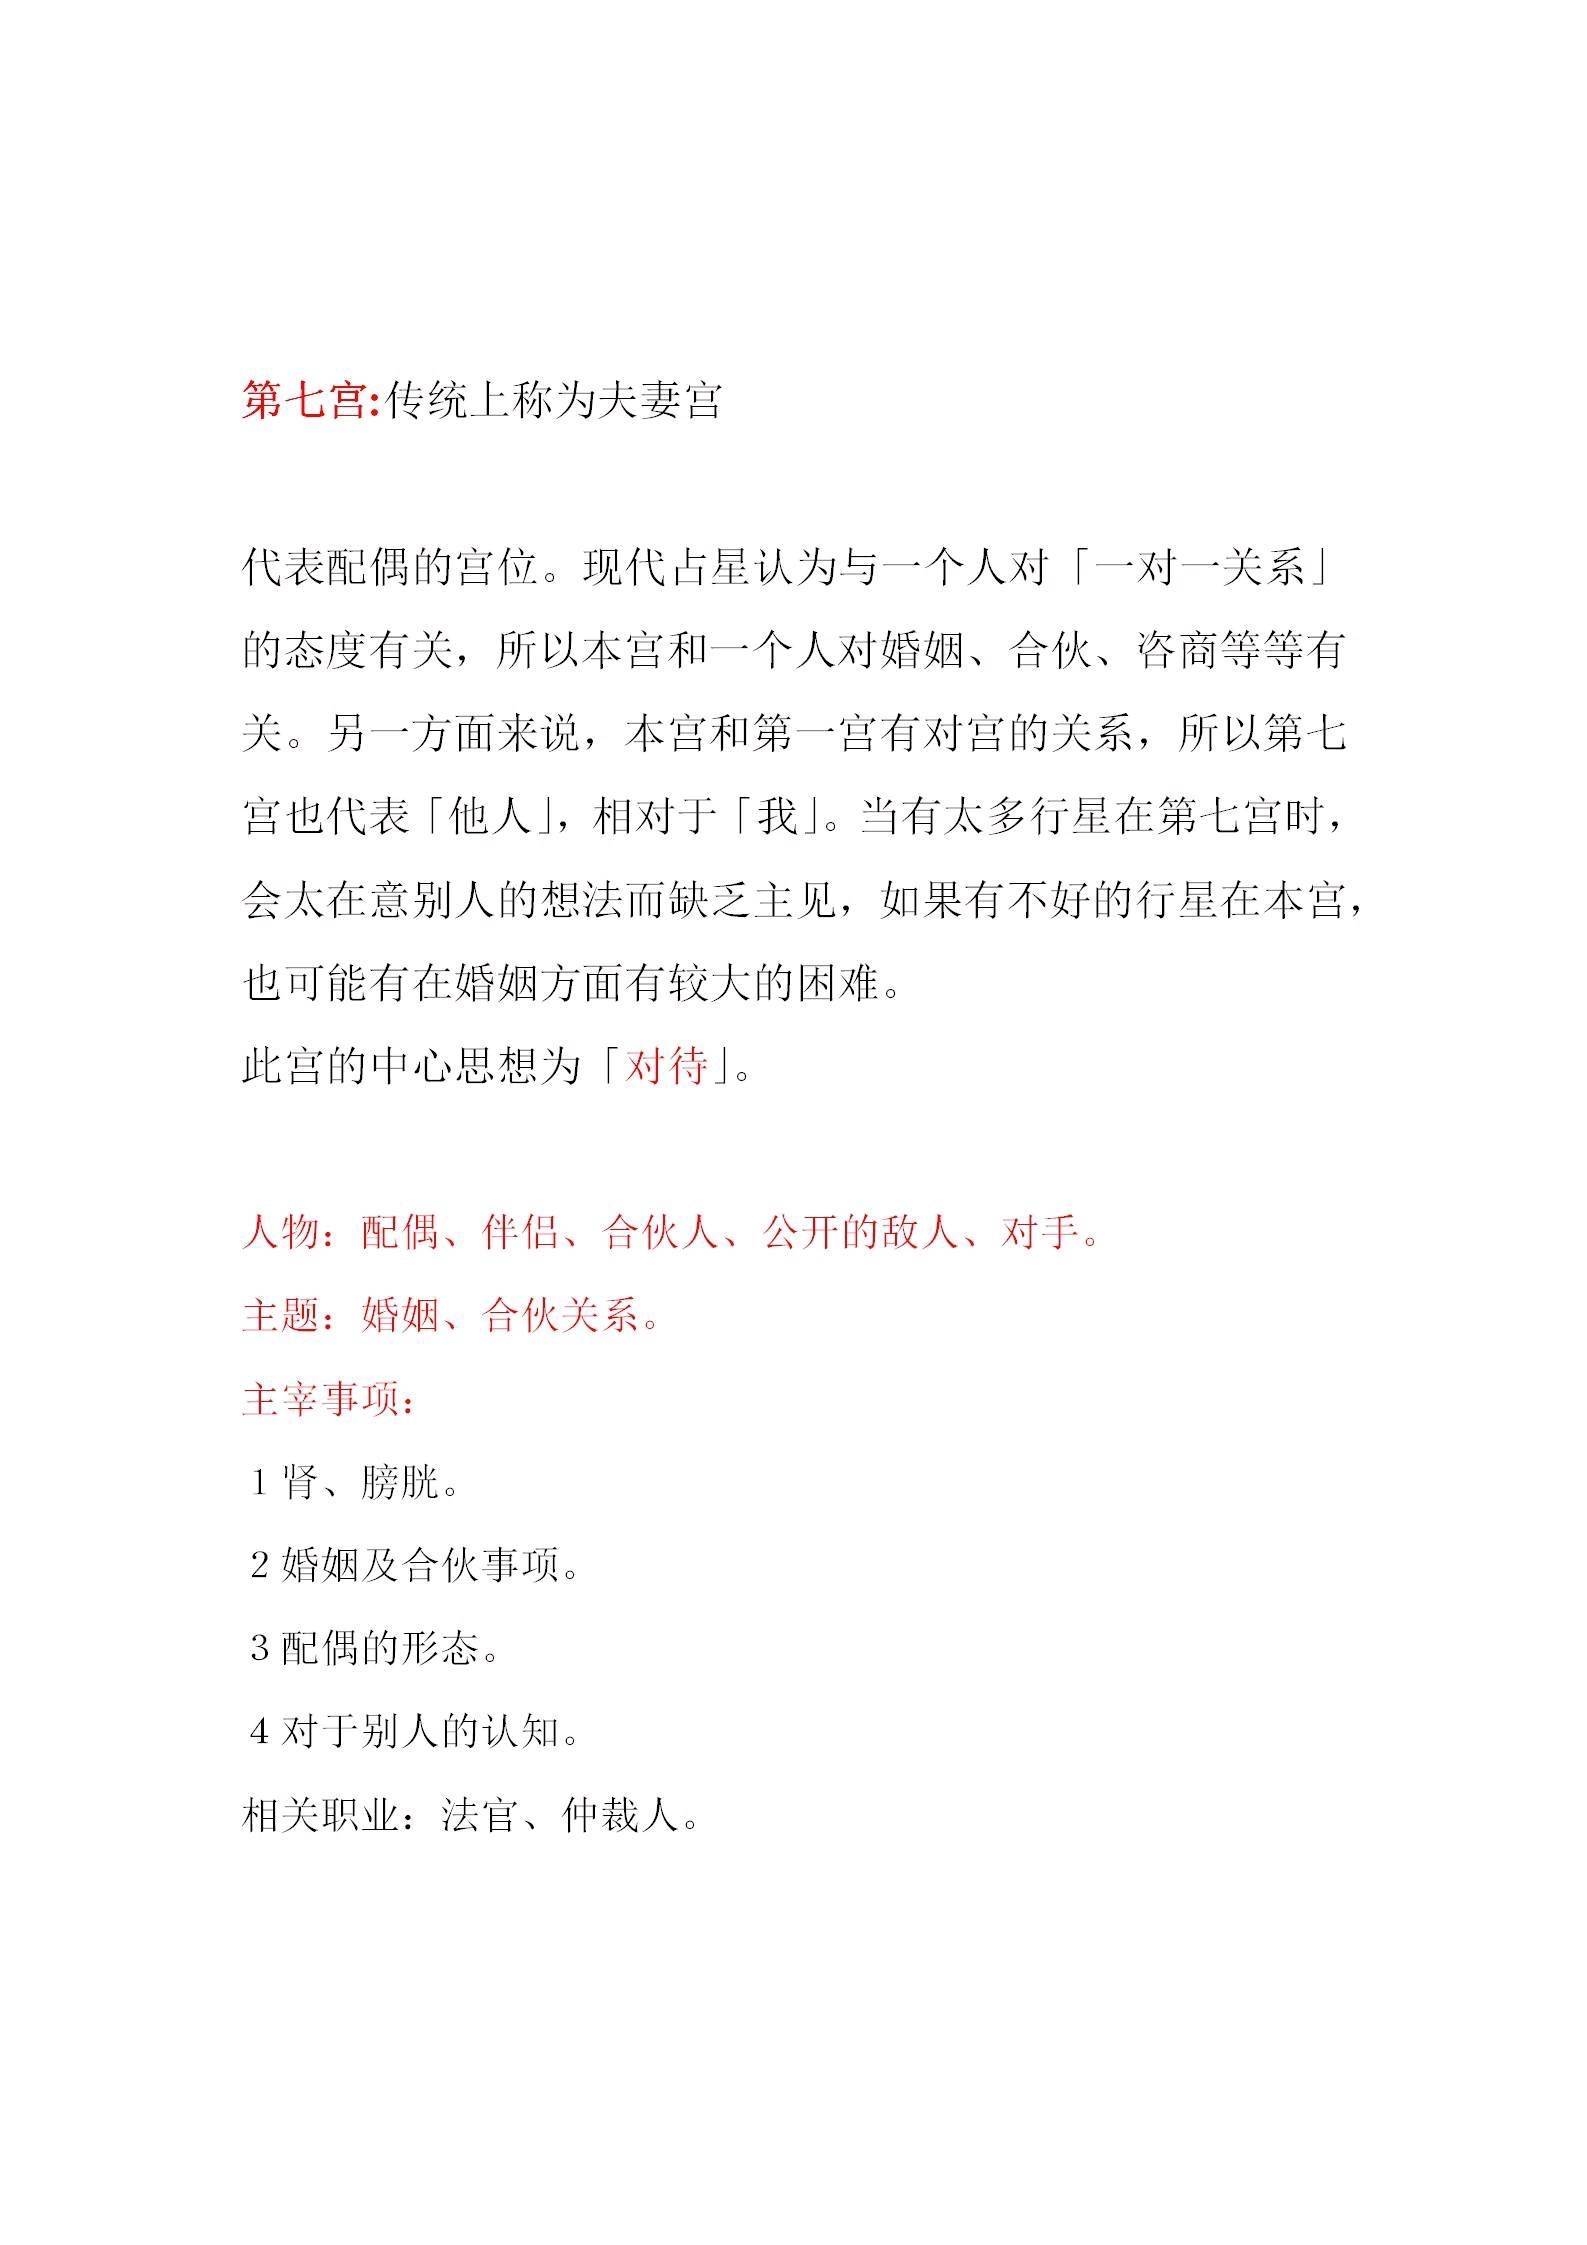 第七宫:传统上称为夫妻宫
代表配偶的宫位。现代占星认为与一个人对「一对一关系」
的态度有关，所以本宫和一个人对婚姻、合伙、咨商等等有
关。另一方面来说，本宫和第一宫有对宫的关系，所以第七
宫也代表「他人」，相对于「我」。当有太多行星在第七宫时，
会太在意别人的想法而缺乏主见，如果有不好的行星在本宫，
也可能有在婚姻方面有较大的困难。
此宫的中心思想为「对待」。
人物：配偶、伴侣、合伙人、公开的敌人、对手。
主题：婚姻、合伙关系。
主宰事项：
1 肾、膀胱。
2 婚姻及合伙事项。
3 配偶的形态。
4 对于别人的认知。
相关职业：法官、仲裁人。